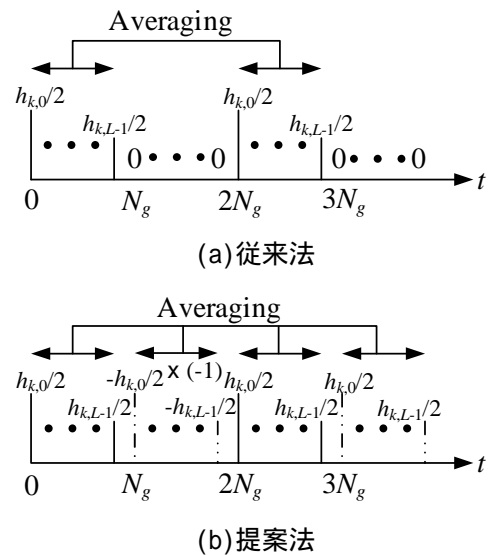 Averaging
h_{k,0}/2 h_{k,0}/2
h_{k,L-1}/2 h_{k,L-1}/2
0 • • • 0 0 • • • 0
t
0 N_g 2N_g 3N_g
(a)従来法
Averaging
h_{k,0}/2 -h_{k,0}/2 x (-1) h_{k,0}/2 h_{k,0}/2
h_{k,L-1}/2 -h_{k,L-1}/2 h_{k,L-1}/2 h_{k,L-1}/2
t
0 N_g 2N_g 3N_g
(b)提案法